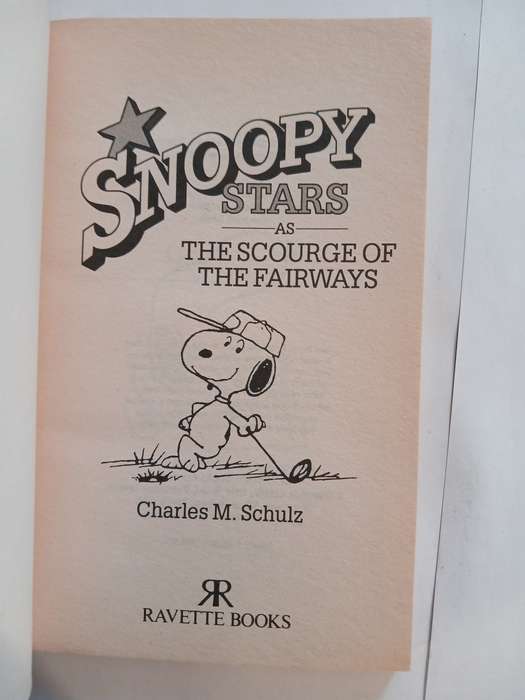 SNOOPY
STARS
AS
THE SCOURGE OF
THE FAIRWAYS
Charles M. Schulz
RR
RAVETTE BOOKS